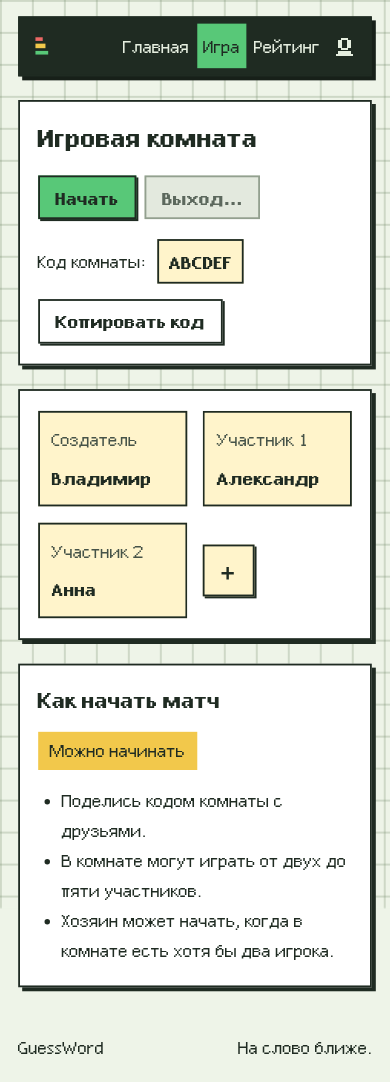 Главная Игра Рейтинг
Игровая комната
Начать Выход...
Код комнаты: ABCDEF
Копировать код
Создатель
Владимир
Участник 1
Александр
Участник 2
Анна
+
Как начать матч
Можно начинать
• Поделись кодом комнаты с
друзьями.
• В комнате могут играть от двух до
пяти участников.
• Хозяин может начать, когда в
комнате есть хотя бы два игрока.
GuessWord На слово ближе.